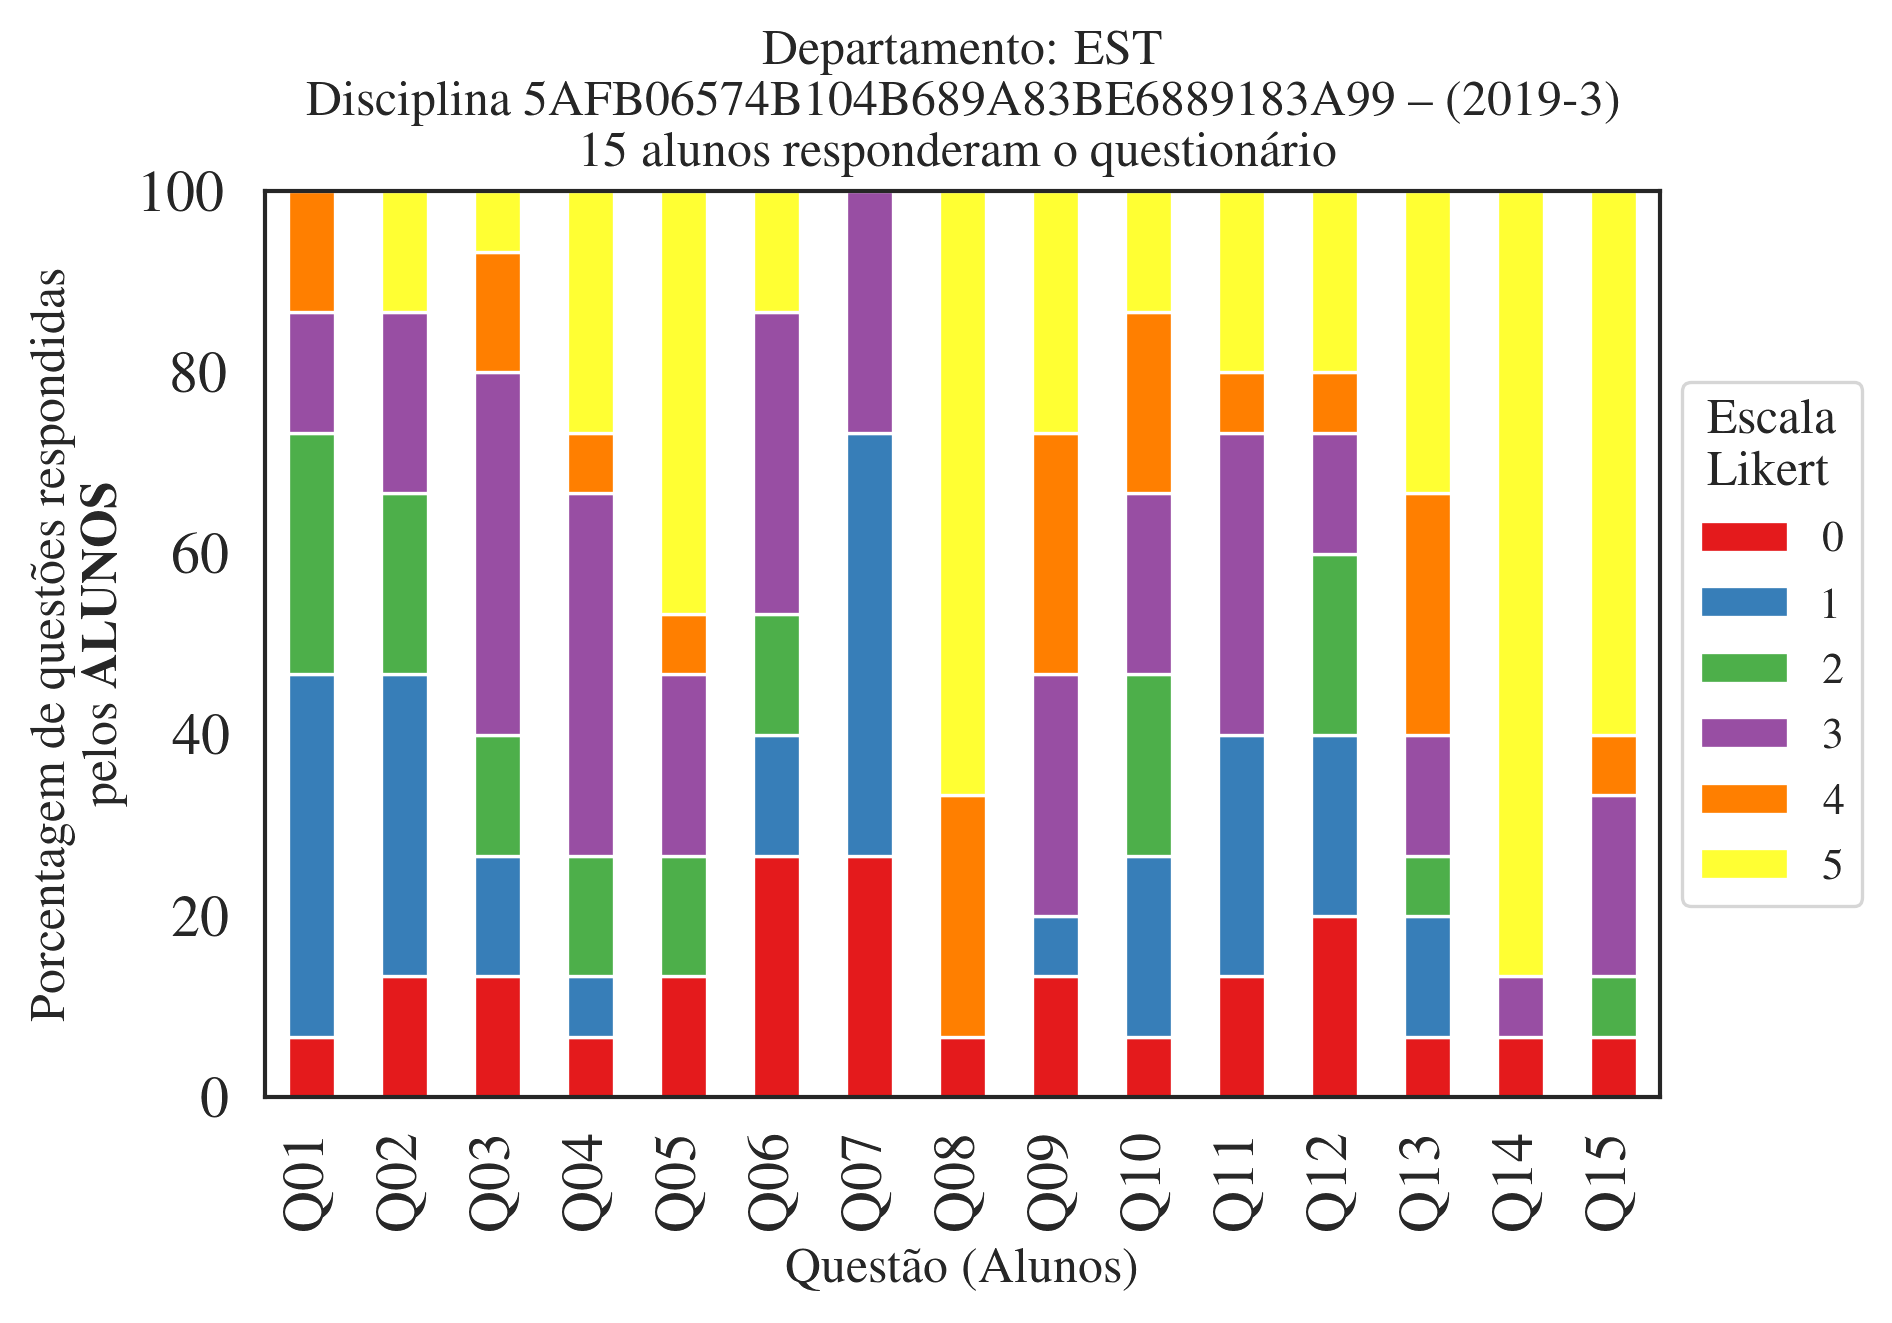 Departamento: EST
Disciplina 5AFB06574B104B689A83BE6889183A99 – (2019-3)
15 alunos responderam o questionário
Porcentagem de questões respondidas
pelos ALUNOS
100
80
60
40
20
0
Q01
Q02
Q03
Q04
Q05
Q06
Q07
Q08
Q09
Q10
Q11
Q12
Q13
Q14
Q15
Questão (Alunos)
Escala
Likert
0
1
2
3
4
5